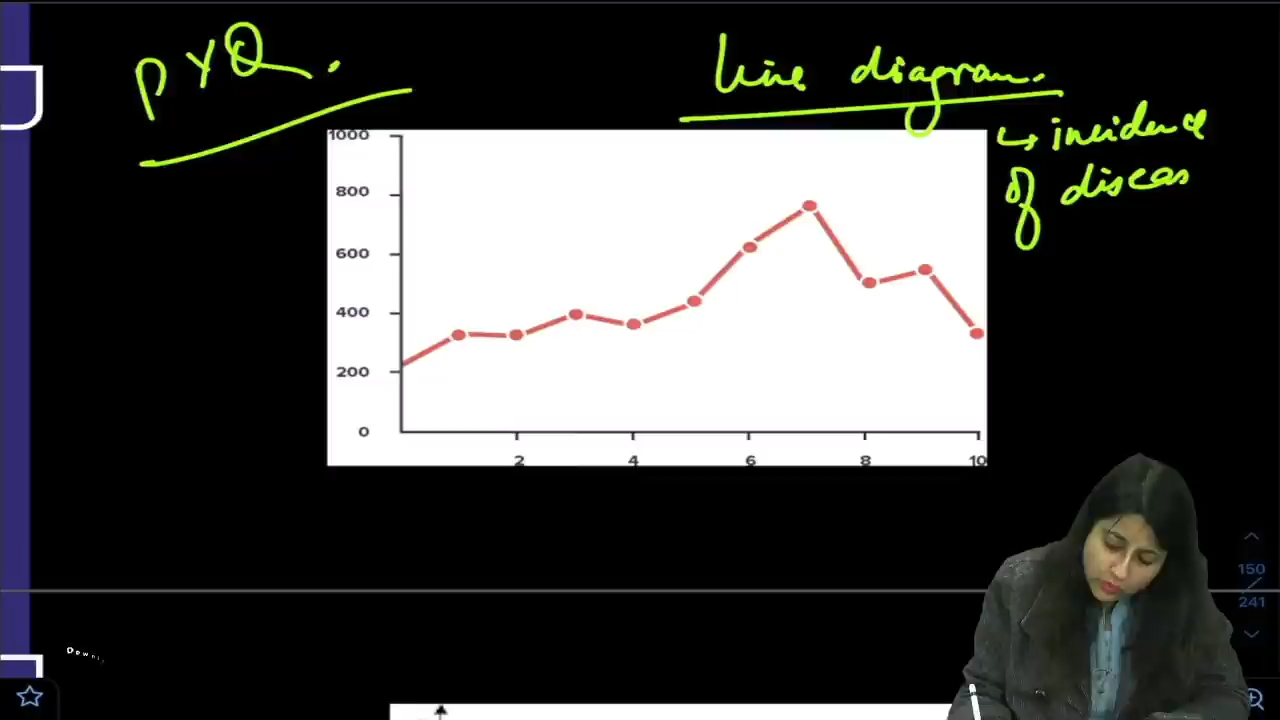 PYQ.
Line diagram.
↳ incidence
of diseas
1000
800
600
400
200
0
2 4 6 8 10
150
241